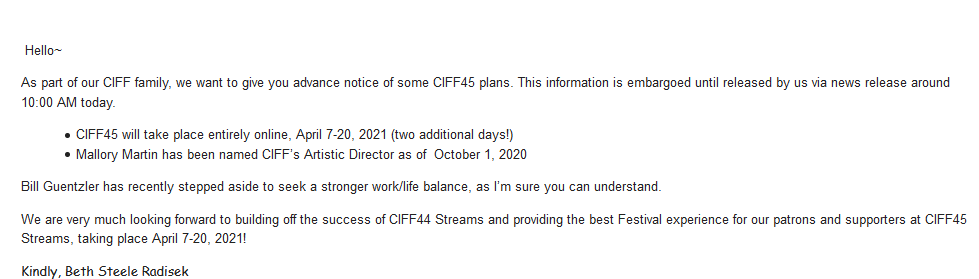 Hello~
As part of our CIFF family, we want to give you advance notice of some CIFF45 plans. This information is embargoed until released by us via news release around
10:00 AM today.
• CIFF45 will take place entirely online, April 7-20, 2021 (two additional days!)
• Mallory Martin has been named CIFF's Artistic Director as of  October 1, 2020
Bill Guentzler has recently stepped aside to seek a stronger work/life balance, as I'm sure you can understand.
We are very much looking forward to building off the success of CIFF44 Streams and providing the best Festival experience for our patrons and supporters at CIFF45
Streams, taking place April 7-20, 2021!
Kindly, Beth Steele Radisek